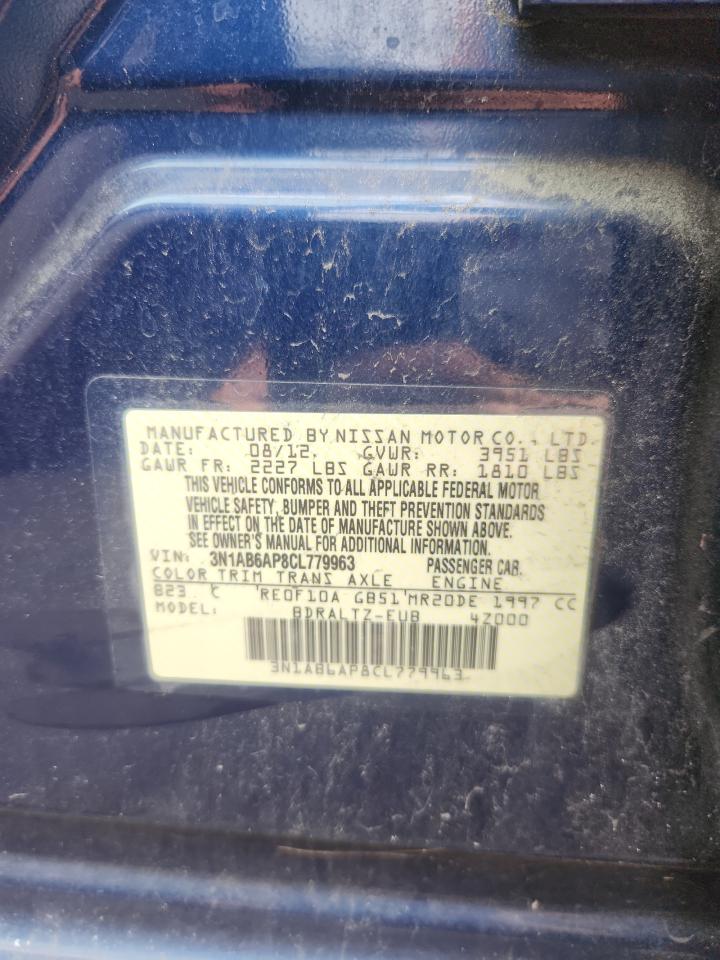 MANUFACTURED BY NISSAN MOTOR CO., LTD.
DATE: 08/12. GVWR: 3951 LBS
GAWR FR: 2227 LBS GAWR RR: 1810 LBS
THIS VEHICLE CONFORMS TO ALL APPLICABLE FEDERAL MOTOR
VEHICLE SAFETY, BUMPER AND THEFT PREVENTION STANDARDS
IN EFFECT ON THE DATE OF MANUFACTURE SHOWN ABOVE.
SEE OWNER'S MANUAL FOR ADDITIONAL INFORMATION.
VIN: 3N1AB6AP8CL779963 PASSENGER CAR.
COLOR TRIM TRANS AXLE ENGINE
B23 C RE0F10A GB51 MR20DE 1997 CC
MODEL: BDRALTZ-EUB 4Z000
3N1AB6AP8CL779963